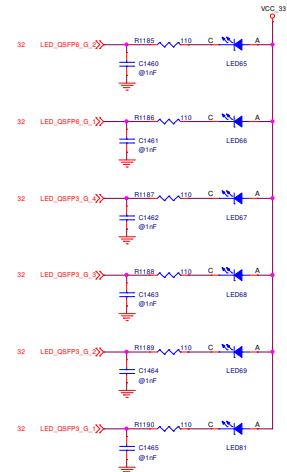 VCC_33
32 LED_QSFP6_G_2 R1185 110 C A
C1460 LED65
@1nF
32 LED_QSFP6_G_1 R1186 110 C A
C1461 LED66
@1nF
32 LED_QSFP3_G_4 R1187 110 C A
C1462 LED67
@1nF
32 LED_QSFP3_G_3 R1188 110 C A
C1463 LED68
@1nF
32 LED_QSFP3_G_2 R1189 110 C A
C1464 LED69
@1nF
32 LED_QSFP3_G_1 R1190 110 C A
C1465 LED81
@1nF